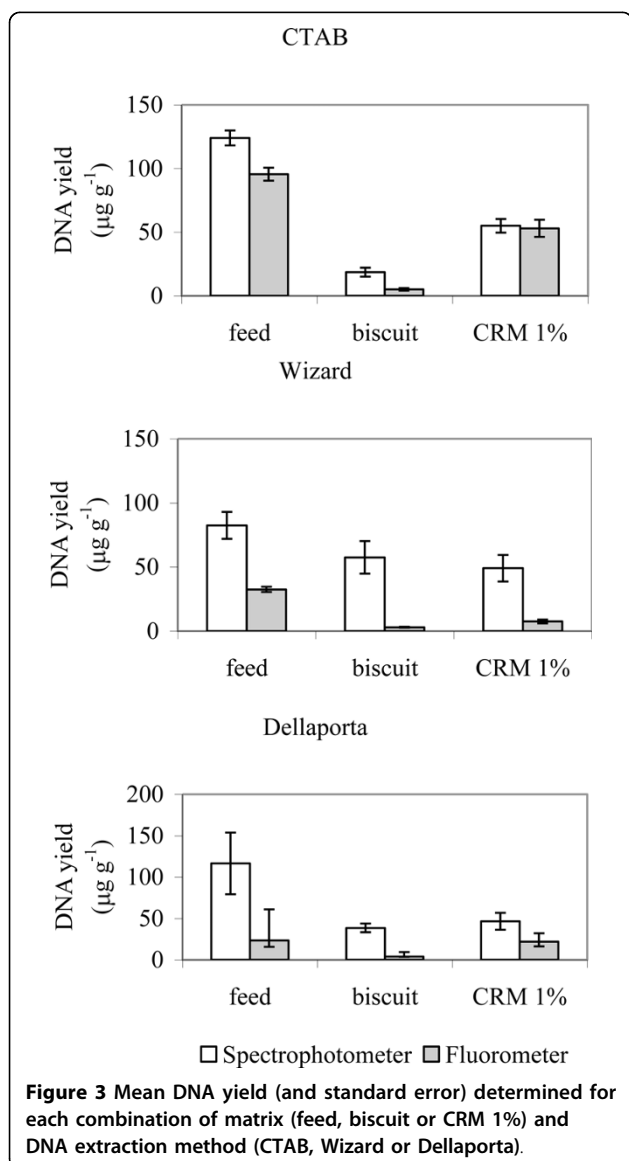 CTAB
DNA yield
(µg g-1)
150
100
50
0
feed biscuit CRM 1%
Wizard
DNA yield
(µg g-1)
150
100
50
0
feed biscuit CRM 1%
Dellaporta
DNA yield
(µg g-1)
200
150
100
50
0
feed biscuit CRM 1%
Spectrophotometer Fluorometer
Figure 3 Mean DNA yield (and standard error) determined for
each combination of matrix (feed, biscuit or CRM 1%) and
DNA extraction method (CTAB, Wizard or Dellaporta).